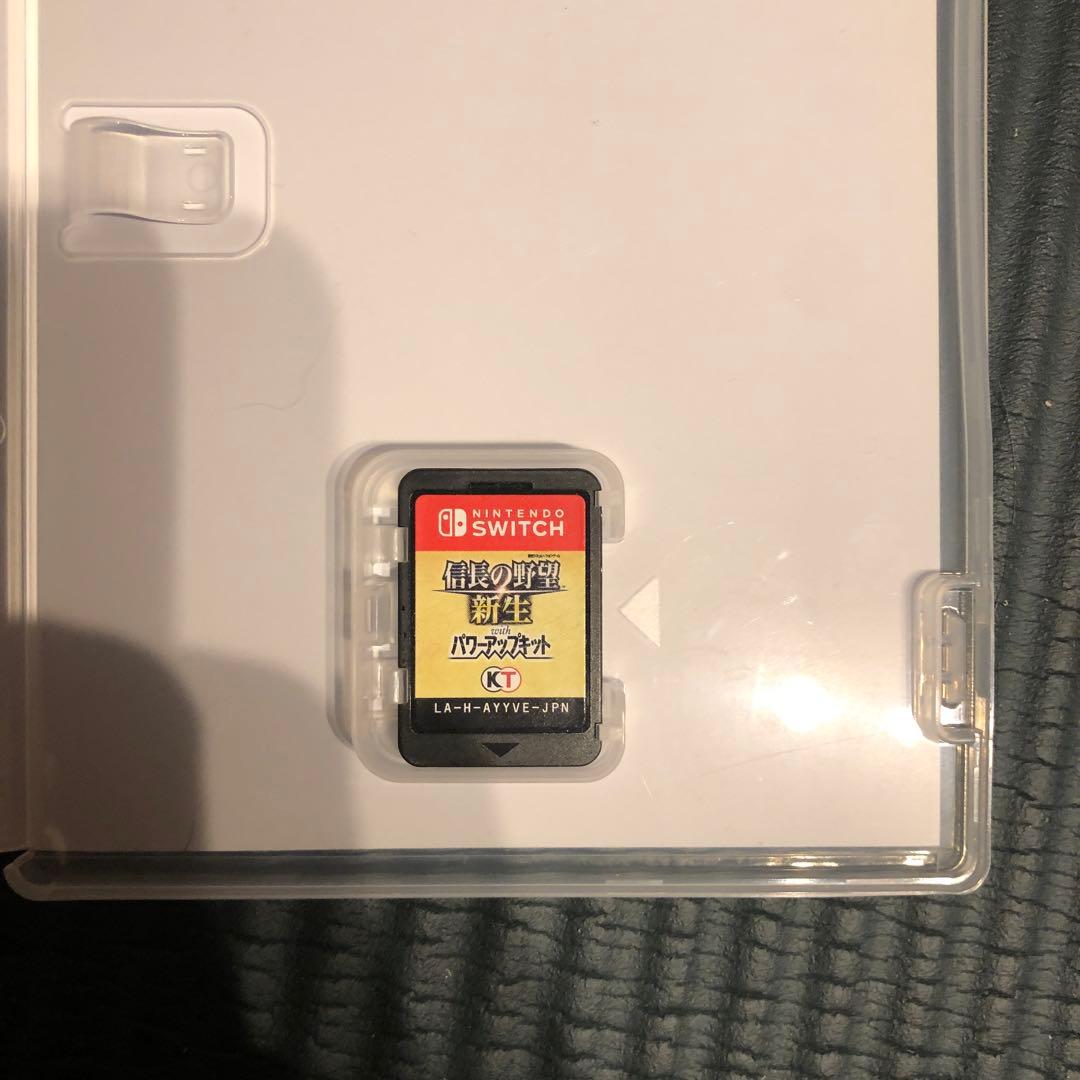 NINTENDO
SWITCH
信長の野望
新生
with
パワーアップキット
KT
LA-H-AYYVE-JPN